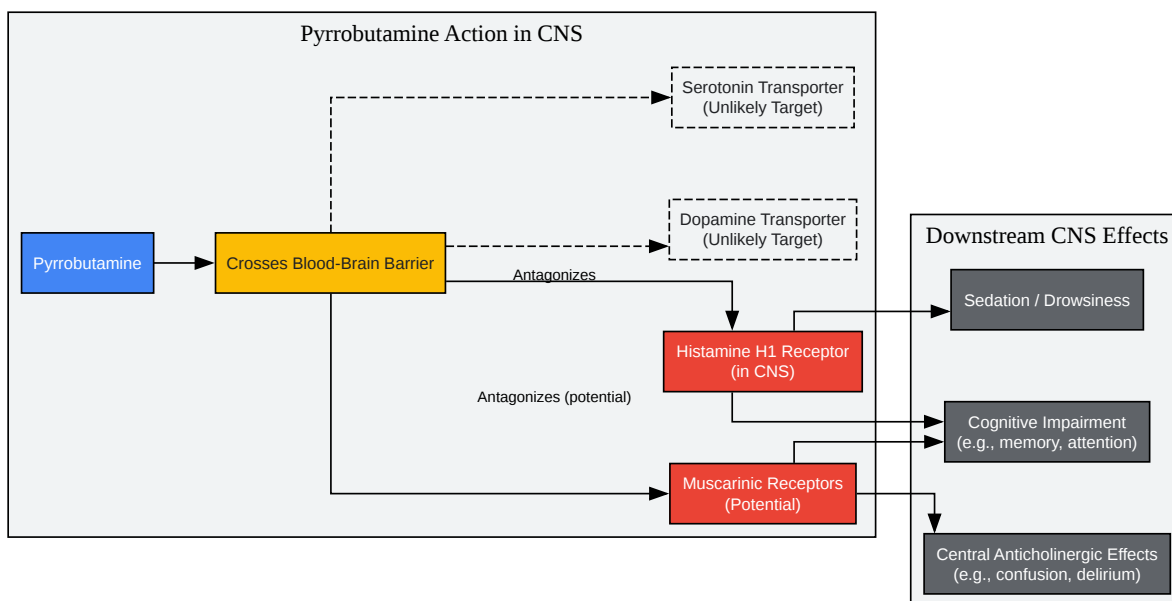 Pyrrobutamine Action in CNS
Serotonin Transporter
(Unlikely Target)
Dopamine Transporter
(Unlikely Target)
Pyrrobutamine
Crosses Blood-Brain Barrier
Antagonizes
Histamine H1 Receptor
(in CNS)
Antagonizes (potential)
Muscarinic Receptors
(Potential)
Downstream CNS Effects
Sedation / Drowsiness
Cognitive Impairment
(e.g., memory, attention)
Central Anticholinergic Effects
(e.g., confusion, delirium)